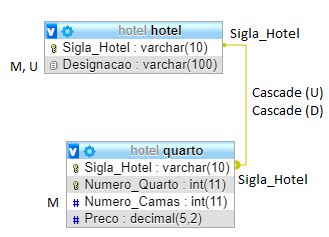 hotel hotel
Sigla_Hotel
Sigla_Hotel : varchar(10)
M, U
Designacao : varchar(100)
Cascade (U)
Cascade (D)
hotel quarto
Sigla_Hotel : varchar(10)
Sigla_Hotel
Numero_Quarto : int(11)
M
# Numero_Camas : int(11)
# Preco : decimal(5,2)